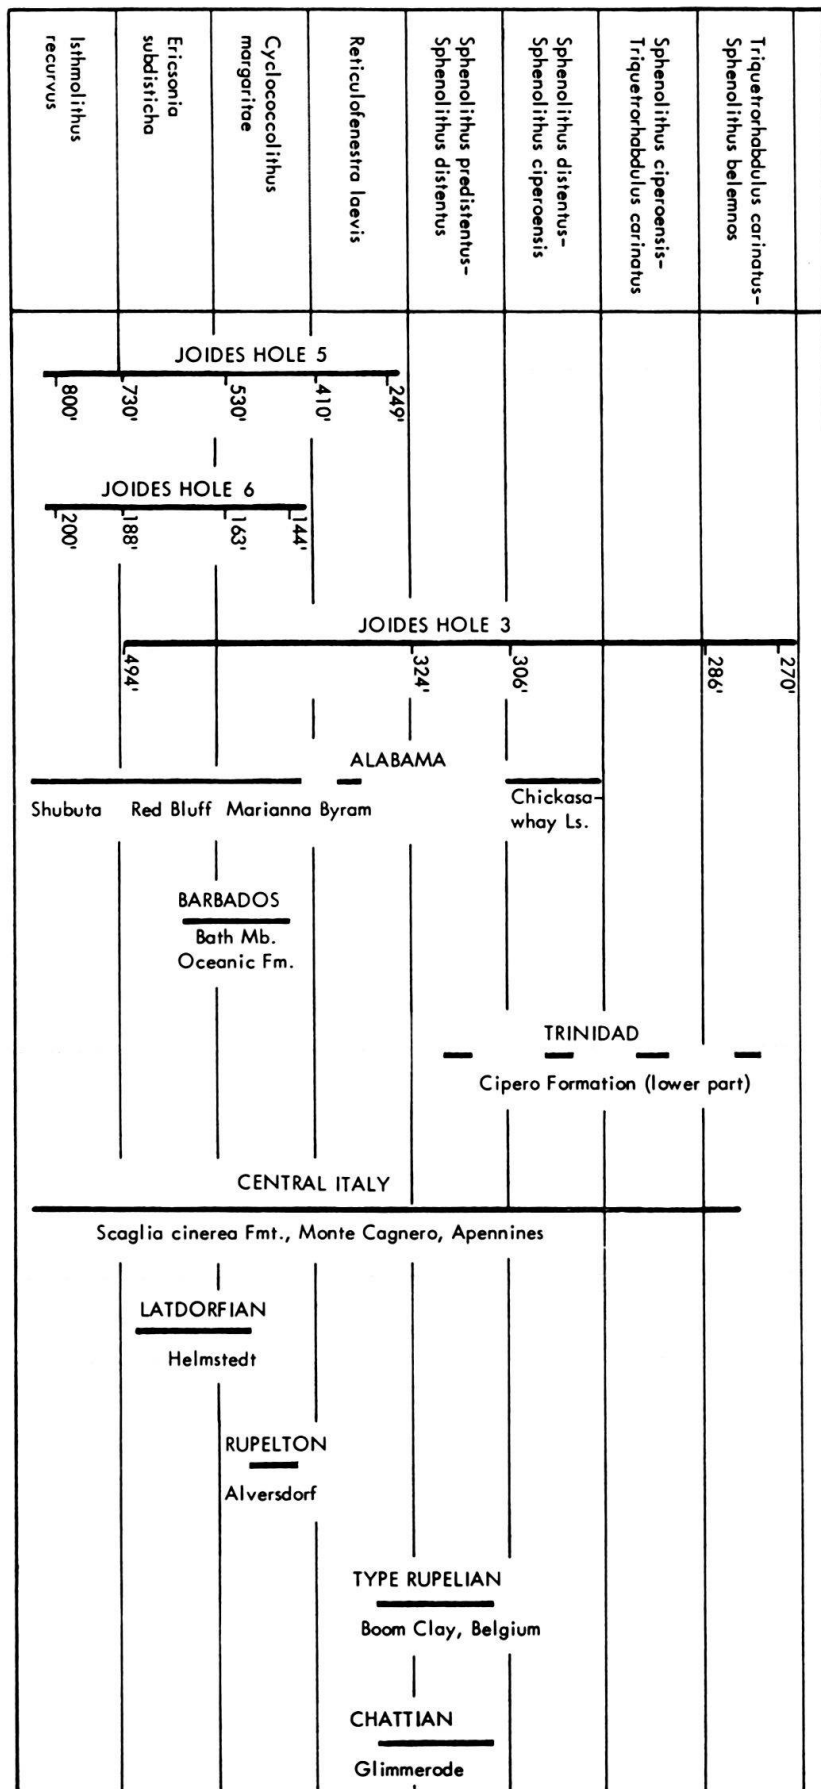 Isthmolithus
recurvus
Ericsonia
subdisticha
Cyclococcolithus
margaritae
Reticulofenestra laevis
Sphenolithus predistentus-
Sphenolithus distentus
Sphenolithus distentus-
Sphenolithus ciperoensis
Sphenolithus ciperoensis-
Triquetrorhabdulus carinatus
Triquetrorhabdulus carinatus-
Sphenolithus belemnos
JOIDES HOLE 5
800' 730' 530' 410' 249'
JOIDES HOLE 6
200' 188' 163' 144'
JOIDES HOLE 3
494' 324' 306' 286' 270'
ALABAMA
Shubuta Red Bluff Marianna Byram
Chickasa-
whay Ls.
BARBADOS
Bath Mb.
Oceanic Fm.
TRINIDAD
Cipero Formation (lower part)
CENTRAL ITALY
Scaglia cinerea Fmt., Monte Cagnero, Apennines
LATDORFIAN
Helmstedt
RUPELTON
Alversdorf
TYPE RUPELIAN
Boom Clay, Belgium
CHATTIAN
Glimmerode